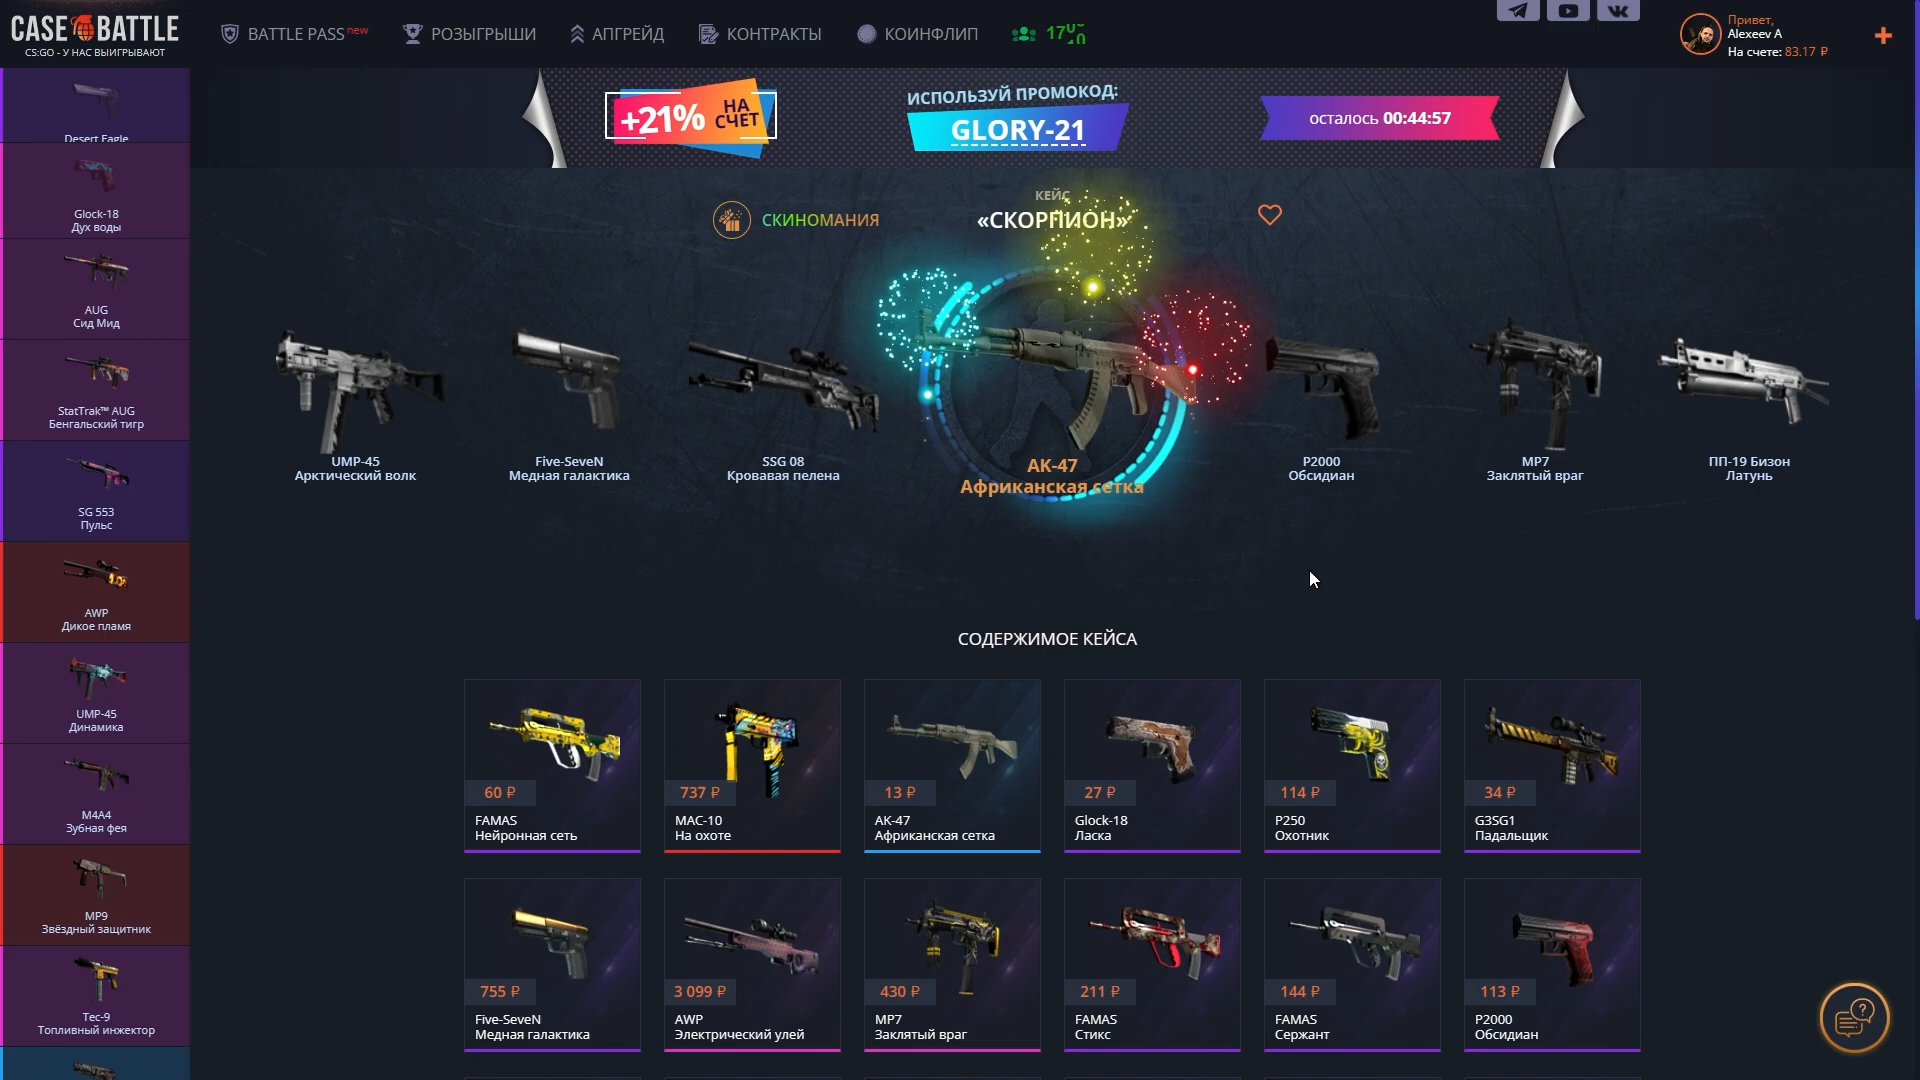 CASE BATTLE
CS:GO - У НАС ВЫИГРЫВАЮТ
BATTLE PASS new
РОЗЫГРЫШИ
АПГРЕЙД
КОНТРАКТЫ
КОИНФЛИП
Привет,
Alexeev A
На счете: 83.17 ₽
+21% НА СЧЕТ
ИСПОЛЬЗУЙ ПРОМОКОД:
GLORY-21
осталось 00:44:57
СКИНОМАНИЯ
КЕЙС
«СКОРПИОН»
Desert Eagle
Glock-18
Дух воды
AUG
Сид Мид
StatTrak™ AUG
Бенгальский тигр
SG 553
Пульс
AWP
Дикое пламя
UMP-45
Динамика
M4A4
Зубная фея
MP9
Звёздный защитник
Tec-9
Топливный инжектор
UMP-45
Арктический волк
Five-SeveN
Медная галактика
SSG 08
Кровавая пелена
AK-47
Африканская сетка
P2000
Обсидиан
MP7
Заклятый враг
ПП-19 Бизон
Латунь
СОДЕРЖИМОЕ КЕЙСА
60 ₽
FAMAS
Нейронная сеть
737 ₽
MAC-10
На охоте
13 ₽
AK-47
Африканская сетка
27 ₽
Glock-18
Ласка
114 ₽
P250
Охотник
34 ₽
G3SG1
Падальщик
755 ₽
Five-SeveN
Медная галактика
3 099 ₽
AWP
Электрический улей
430 ₽
MP7
Заклятый враг
211 ₽
FAMAS
Стикс
144 ₽
FAMAS
Сержант
113 ₽
P2000
Обсидиан